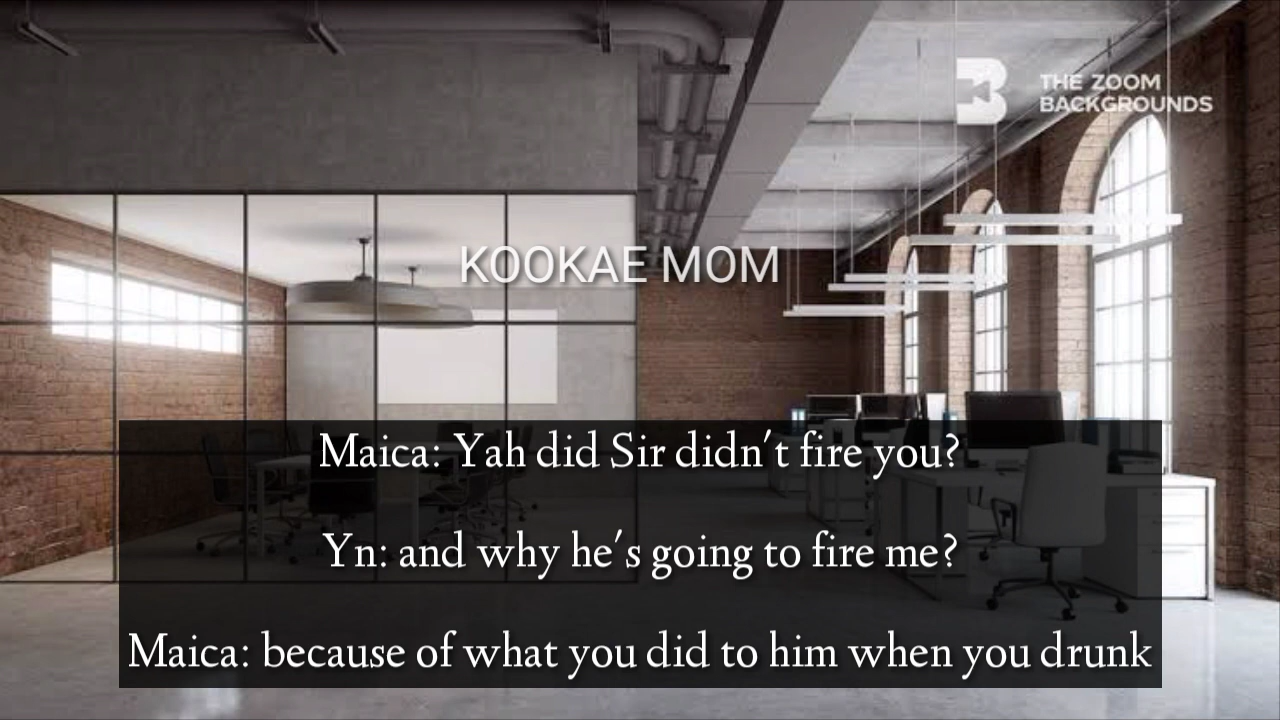 THE ZOOM
BACKGROUNDS
KOOKAE MOM
Maica: Yah did Sir didn't fire you?
Yn: and why he's going to fire me?
Maica: because of what you did to him when you drunk